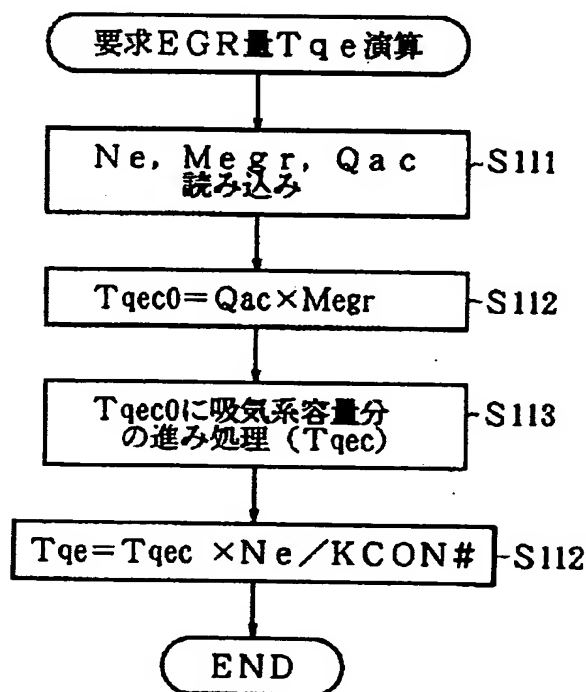 要求EGR量Tqe演算
Ne, Megr, Qac
読み込み
S111
Tqec0=Qac×Megr
S112
Tqec0に吸気系容量分
の進み処理(Tqec)
S113
Tqe=Tqec ×Ne/KCON#
S112
END